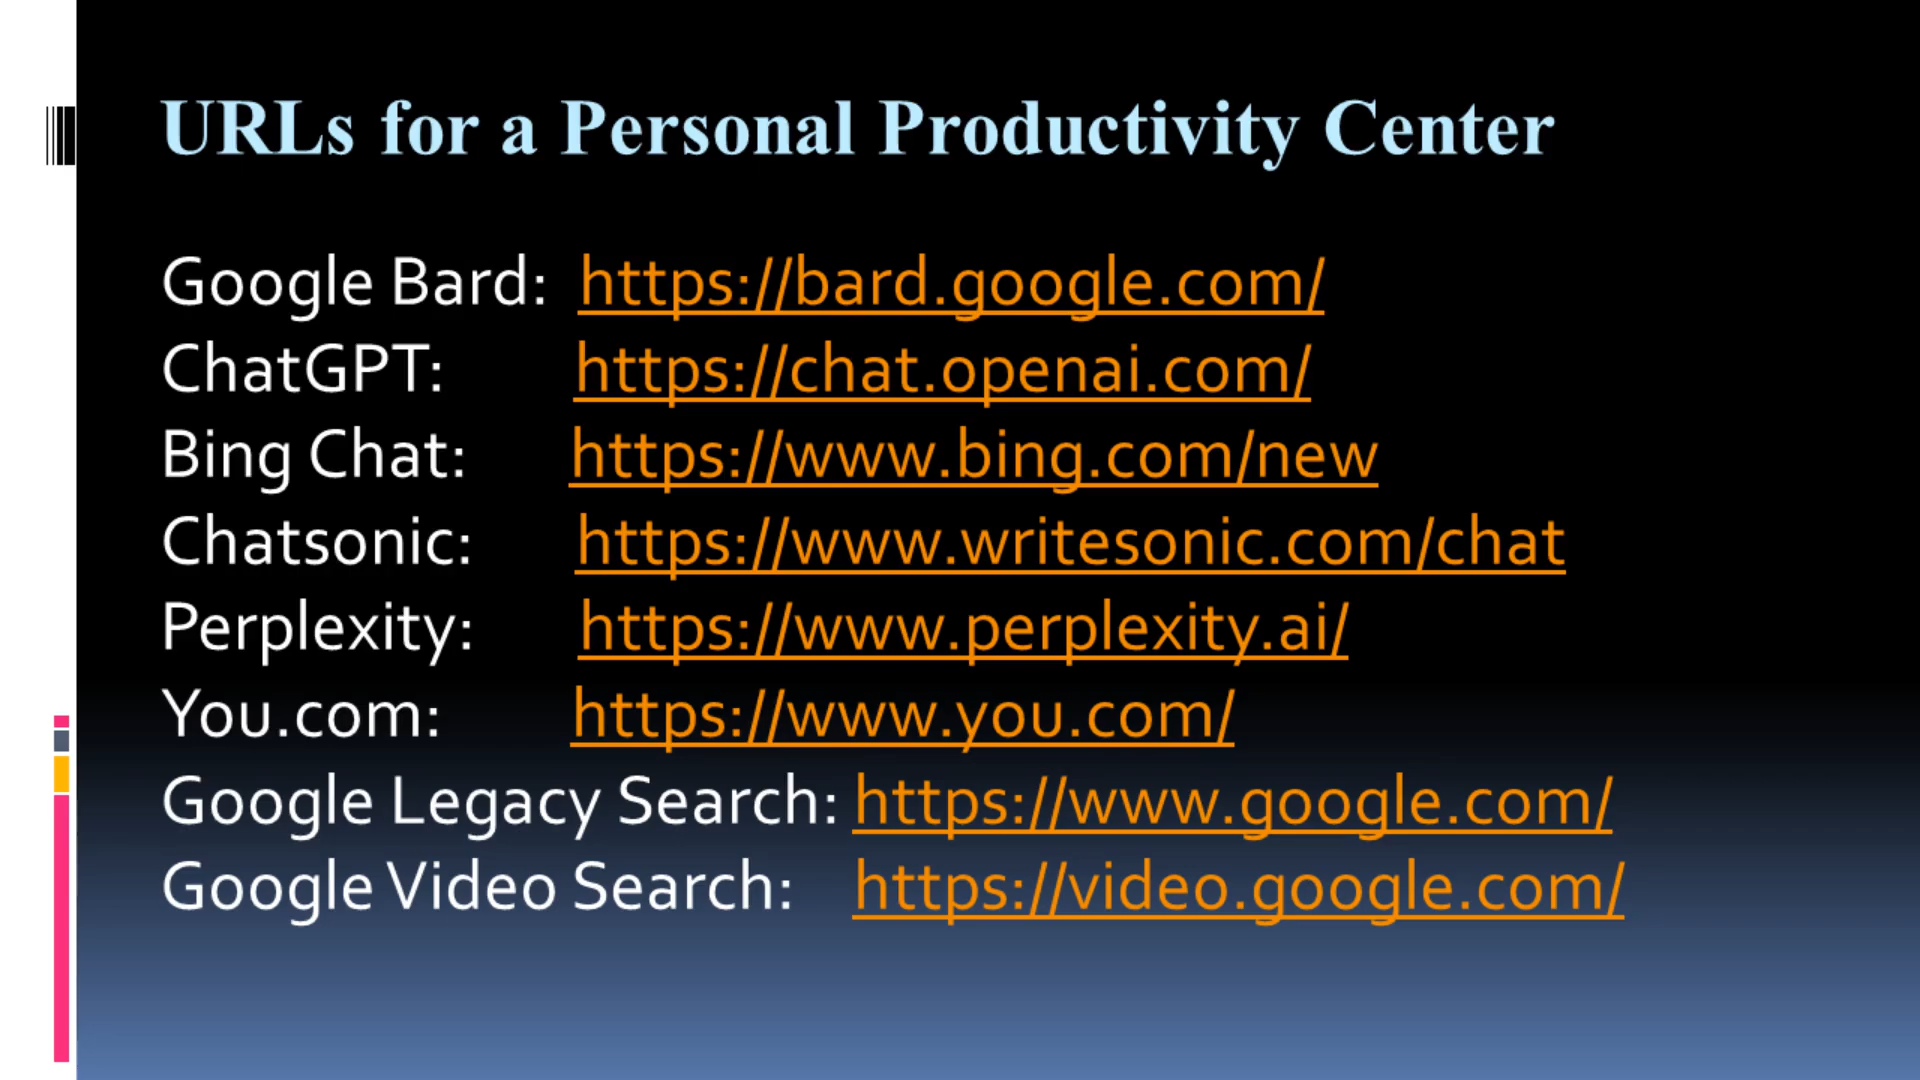 URLs for a Personal Productivity Center
Google Bard: https://bard.google.com/
ChatGPT: https://chat.openai.com/
Bing Chat: https://www.bing.com/new
Chatsonic: https://www.writesonic.com/chat
Perplexity: https://www.perplexity.ai/
You.com: https://www.you.com/
Google Legacy Search: https://www.google.com/
Google Video Search: https://video.google.com/